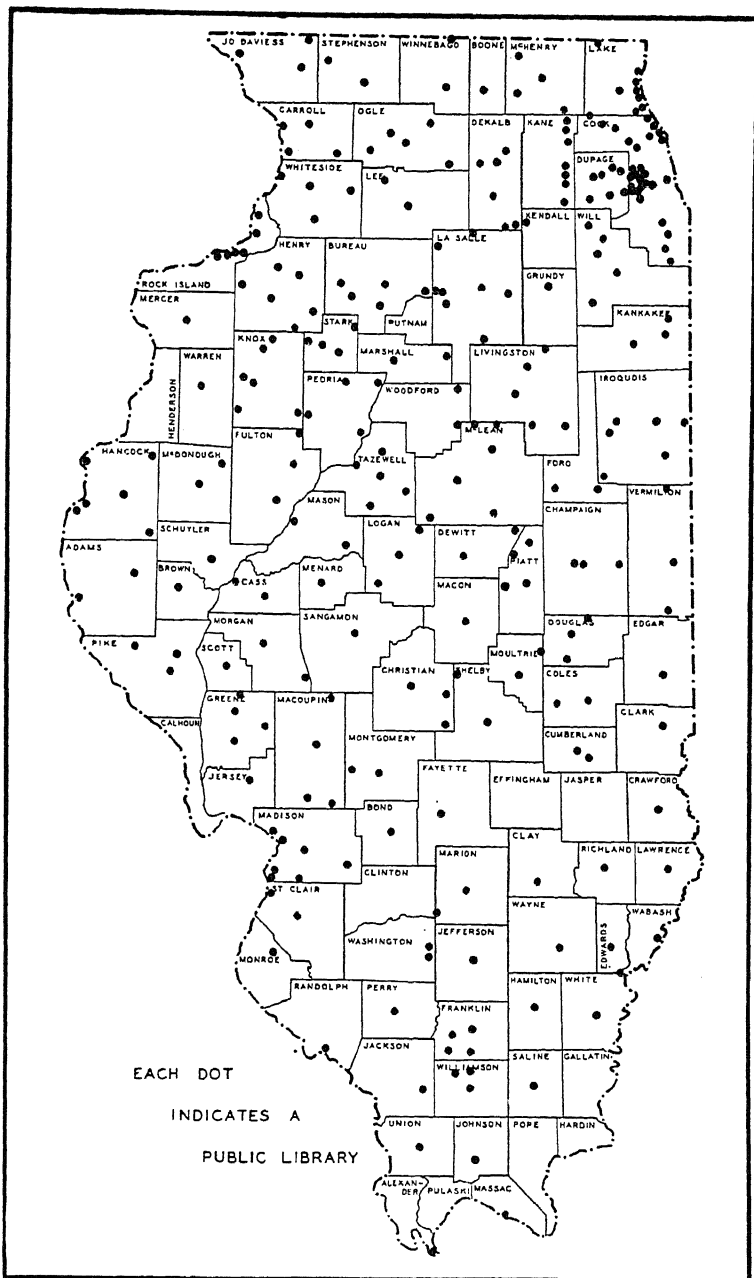 JO DAVIESS
STEPHENSON
WINNEBAGO
BOONE
McHENRY
LAKE
CARROLL
OGLE
DEKALB
KANE
COOK
DUPAGE
WHITESIDE
LEE
KENDALL
WILL
LA SALLE
HENRY
BUREAU
GRUNDY
ROCK ISLAND
MERCER
PUTNAM
STARK
KANKAKEE
KNOX
WARREN
MARSHALL
LIVINGSTON
PEORIA
WOODFORD
IROQUOIS
HENDERSON
FULTON
McLEAN
HANCOCK
McDONOUGH
TAZEWELL
FORD
VERMILION
MASON
CHAMPAIGN
SCHUYLER
LOGAN
DEWITT
ADAMS
PIATT
BROWN
CASS
MENARD
MACON
MORGAN
SANGAMON
DOUGLAS
EDGAR
PIKE
SCOTT
MOULTRIE
CHRISTIAN
SHELBY
COLES
GREENE
MACOUPIN
CLARK
CALHOUN
MONTGOMERY
CUMBERLAND
JERSEY
FAYETTE
EFFINGHAM
JASPER
CRAWFORD
MADISON
BOND
CLAY
MARION
RICHLAND
LAWRENCE
CLINTON
ST CLAIR
WAYNE
WABASH
JEFFERSON
EDWARDS
WASHINGTON
MONROE
HAMILTON
WHITE
RANDOLPH
PERRY
FRANKLIN
JACKSON
SALINE
GALLATIN
WILLIAMSON
EACH DOT
INDICATES A
PUBLIC LIBRARY
UNION
JOHNSON
POPE
HARDIN
ALEXAN-
DER
PULASKI
MASSAC